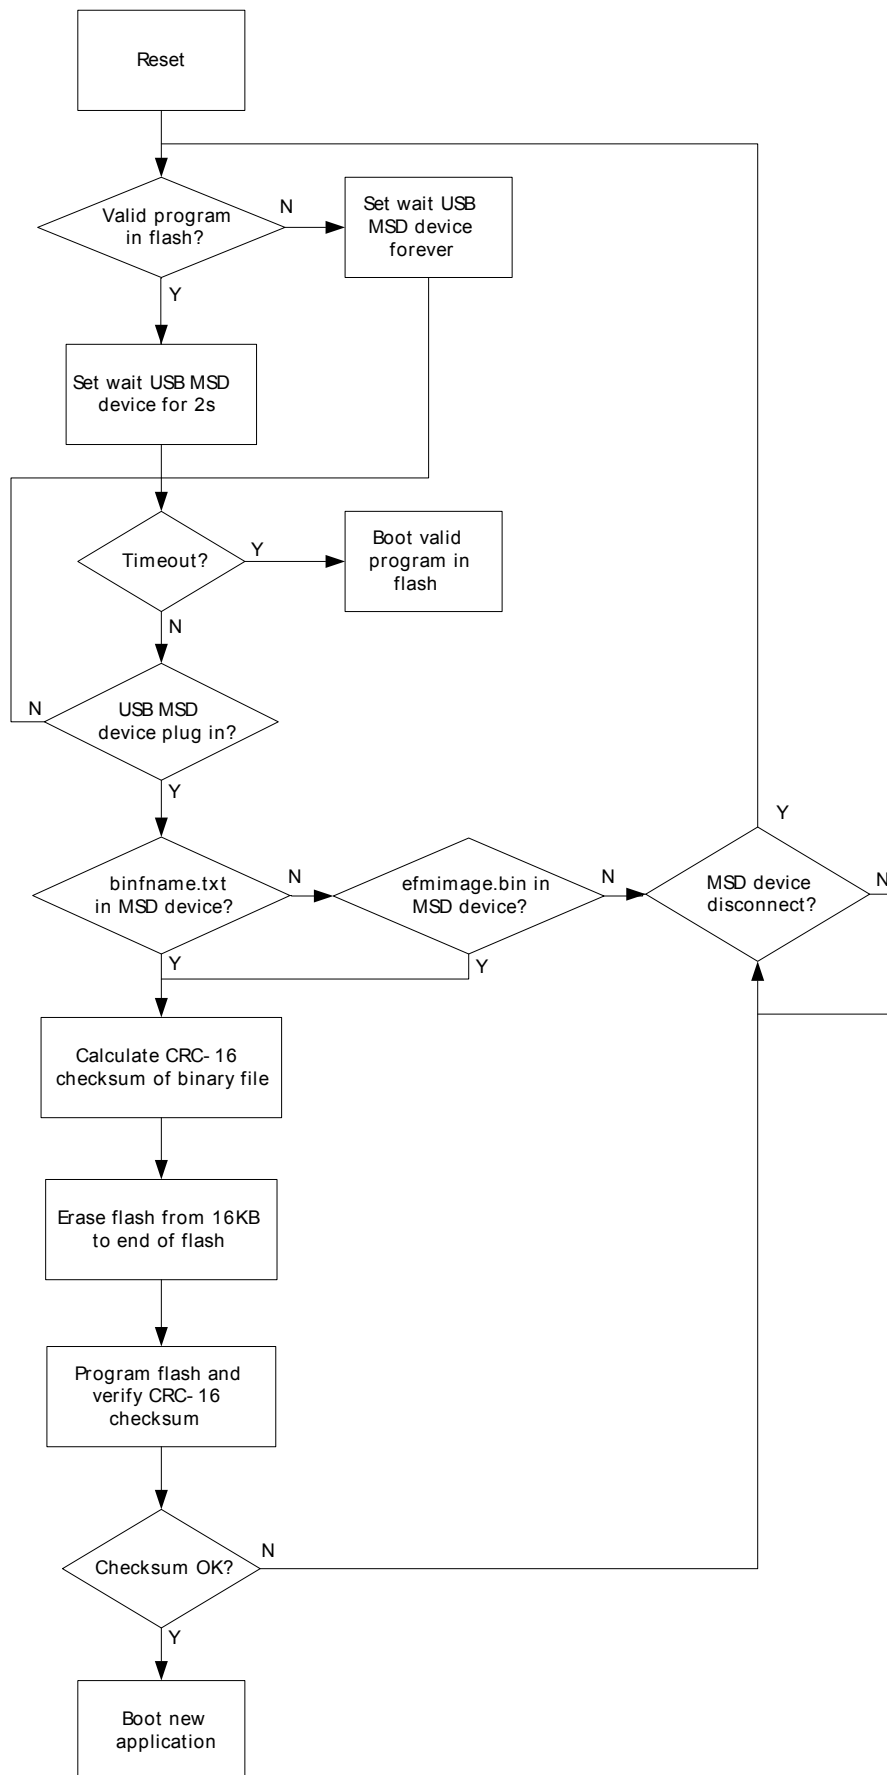 Reset
Valid program
in flash?
N
Set wait USB
MSD device
forever
Y
Set wait USB MSD
device for 2s
Timeout?
Y
Boot valid
program in
flash
N
USB MSD
device plug in?
N
Y
binfname.txt
in MSD device?
N
efmimage.bin in
MSD device?
N
MSD device
disconnect?
Y
N
Y
Y
Calculate CRC-16
checksum of binary file
Erase flash from 16KB
to end of flash
Program flash and
verify CRC-16
checksum
Checksum OK?
N
Y
Boot new
application